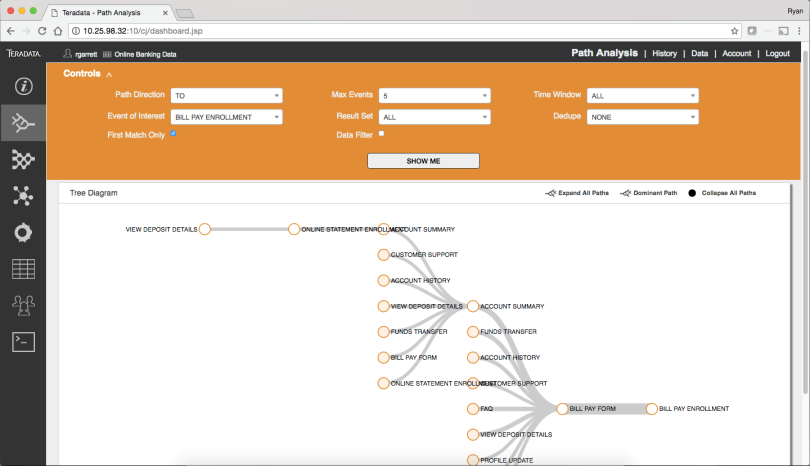 Teradata - Path Analysis
Ryan
10.25.98.32:10/cj/dashboard.jsp
TERADATA. rgarrett Online Banking Data Path Analysis | History | Data | Account | Logout
Controls
Path Direction TO Max Events 5 Time Window ALL
Event of Interest BILL PAY ENROLLMENT Result Set ALL Dedupe NONE
First Match Only Data Filter
SHOW ME
Tree Diagram Expand All Paths Dominant Path Collapse All Paths
VIEW DEPOSIT DETAILS ONLINE STATEMENT ENROLLMENT ACCOUNT SUMMARY
CUSTOMER SUPPORT
ACCOUNT HISTORY
VIEW DEPOSIT DETAILS ACCOUNT SUMMARY
FUNDS TRANSFER FUNDS TRANSFER
BILL PAY FORM ACCOUNT HISTORY
ONLINE STATEMENT ENROLLMENT CUSTOMER SUPPORT
FAQ BILL PAY FORM BILL PAY ENROLLMENT
VIEW DEPOSIT DETAILS
PROFILE UPDATE